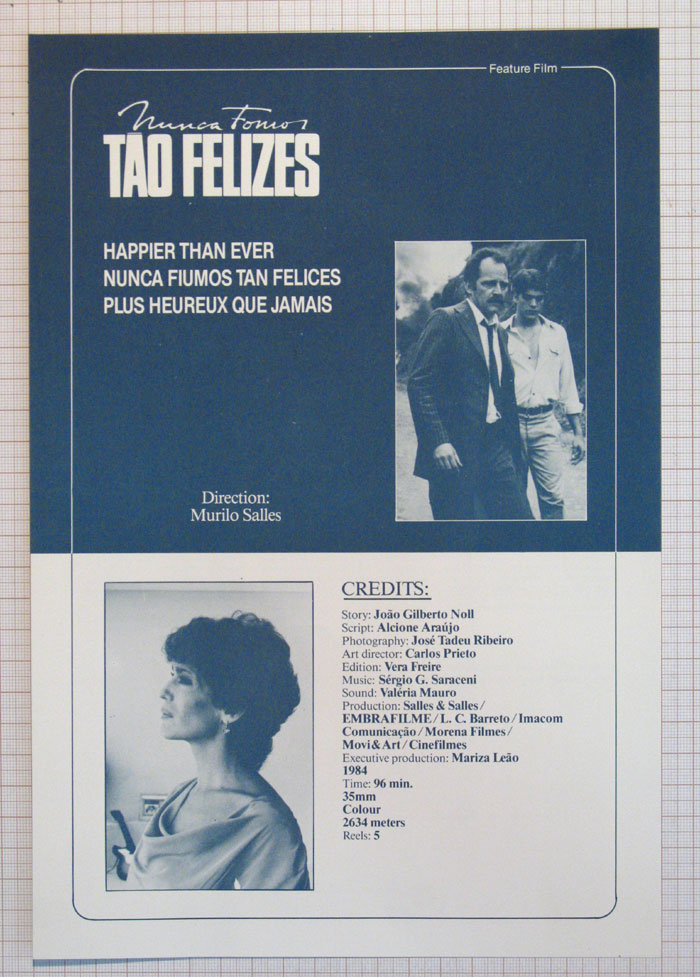 Feature Film
Nunca Fomos
TÃO FELIZES
HAPPIER THAN EVER
NUNCA FIUMOS TAN FELICES
PLUS HEUREUX QUE JAMAIS
Direction:
Murilo Salles
CREDITS:
Story: João Gilberto Noll
Script: Alcione Araújo
Photography: José Tadeu Ribeiro
Art director: Carlos Prieto
Edition: Vera Freire
Music: Sérgio G. Saraceni
Sound: Valéria Mauro
Production: Salles & Salles /
EMBRAFILME / L. C. Barreto / Imacom
Comunicação / Morena Filmes /
Movi & Art / Cinefilmes
Executive production: Mariza Leão
1984
Time: 96 min.
35mm
Colour
2634 meters
Reels: 5